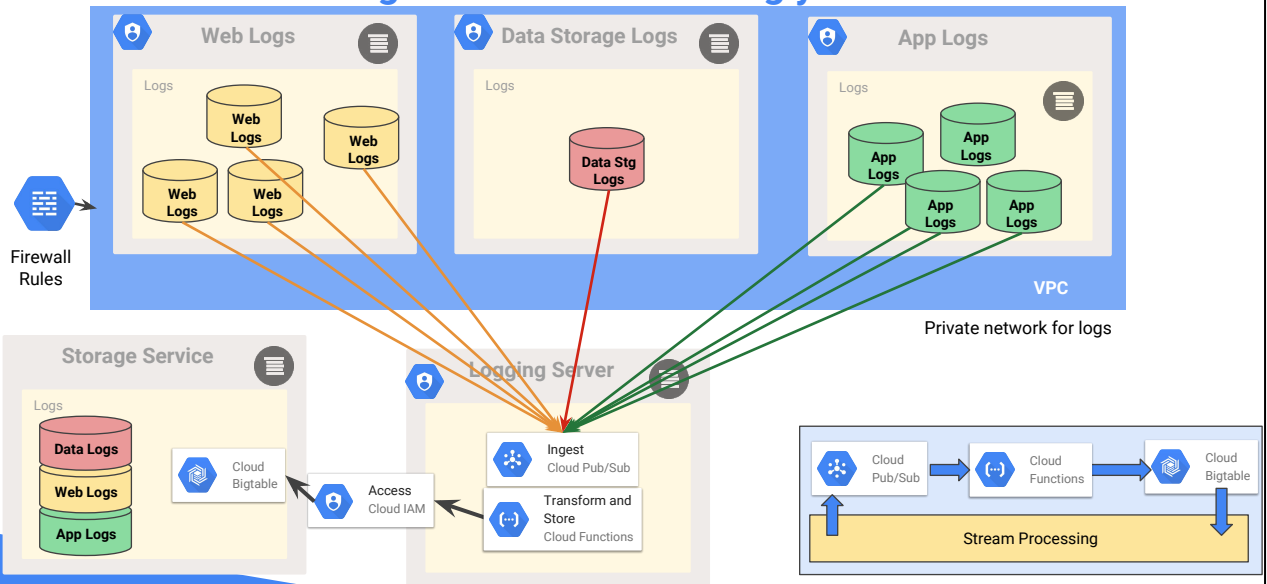 Web Logs
Data Storage Logs
App Logs
Logs
Logs
Logs
Web
Logs
Web
Logs
Web
Logs
Web
Logs
Data Stg
Logs
App
Logs
App
Logs
App
Logs
App
Logs
Firewall
Rules
VPC
Private network for logs
Storage Service
Logs
Data Logs
Web Logs
App Logs
Cloud
Bigtable
Access
Cloud IAM
Logging Server
Ingest
Cloud Pub/Sub
Transform and
Store
Cloud Functions
Cloud
Pub/Sub
Cloud
Functions
Cloud
Bigtable
Stream Processing